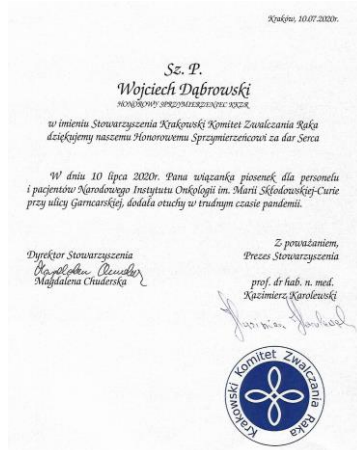 Kraków, 10.07.2020r.
Sz. P.
Wojciech Dąbrowski
HONOROWY SPRZYMIERZENIEC KKZR
w imieniu Stowarzyszenia Krakowski Komitet Zwalczania Raka
dziękujemy naszemu Honorowemu Sprzymierzeńcowi za dar Serca
W dniu 10 lipca 2020r. Pana wiązanka piosenek dla personelu
i pacjentów Narodowego Instytutu Onkologii im. Marii Skłodowskiej-Curie
przy ulicy Garncarskiej, dodała otuchy w trudnym czasie pandemii.
Z poważaniem,
Dyrektor Stowarzyszenia
Prezes Stowarzyszenia
Magdalena Chuderska
Magdalena Chuderska
prof. dr hab. n. med.
Kazimierz Karolewski
Krakowski Komitet Zwalczania Raka